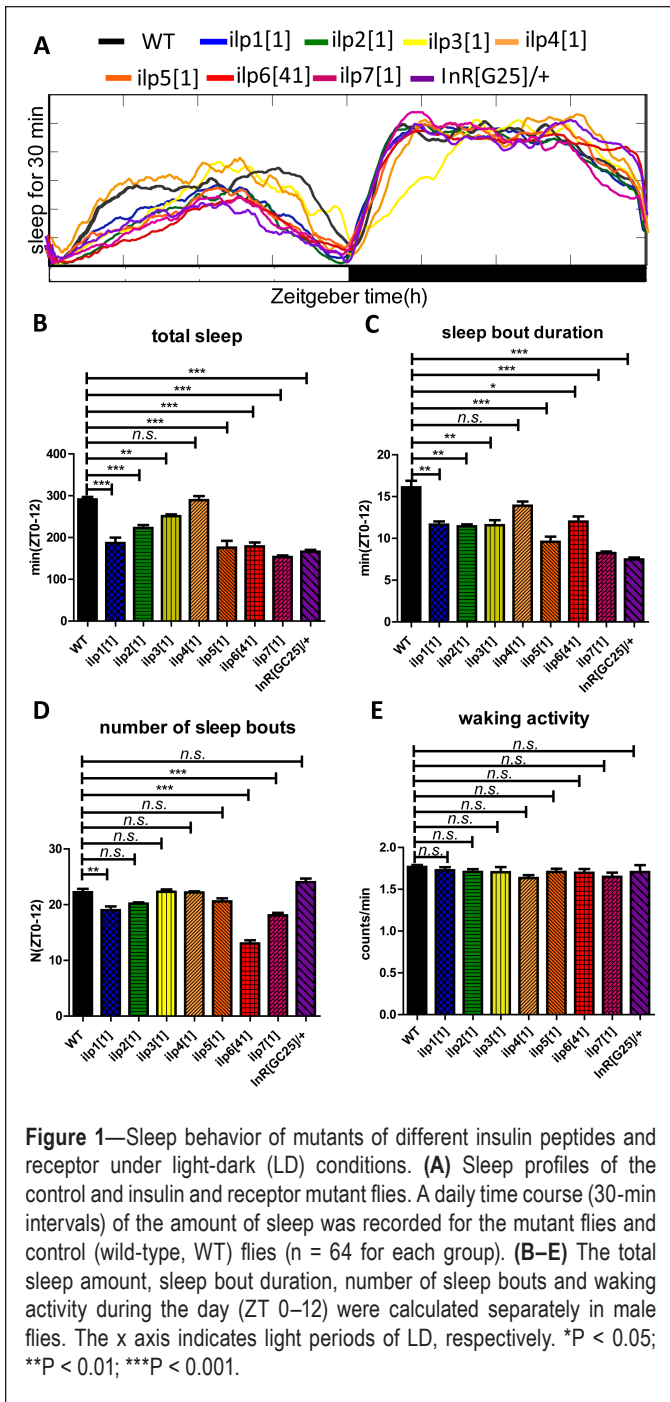 A
WT ilp1[1] ilp2[1] ilp3[1] ilp4[1]
ilp5[1] ilp6[41] ilp7[1] InR[G25]/+
sleep for 30 min
Zeitgeber time(h)
B
total sleep
***
***
***
***
n.s.
**
***
***
min(ZT0-12)
400
300
200
100
0
WT
ilp1[1]
ilp2[1]
ilp3[1]
ilp4[1]
ilp5[1]
ilp6[41]
ilp7[1]
InR[GC25]/+
C
sleep bout duration
***
***
*
***
n.s.
**
**
**
min(ZT0-12)
20
15
10
5
0
WT
ilp1[1]
ilp2[1]
ilp3[1]
ilp4[1]
ilp5[1]
ilp6[41]
ilp7[1]
InR[GC25]/+
D
number of sleep bouts
n.s.
***
***
n.s.
n.s.
n.s.
n.s.
**
N(ZT0-12)
30
20
10
0
WT
ilp1[1]
ilp2[1]
ilp3[1]
ilp4[1]
ilp5[1]
ilp6[41]
ilp7[1]
InR[GC25]/+
E
waking activity
n.s.
n.s.
n.s.
n.s.
n.s.
n.s.
n.s.
n.s.
counts/min
2.0
1.5
1.0
0.5
0.0
WT
ilp1[1]
ilp2[1]
ilp3[1]
ilp4[1]
ilp5[1]
ilp6[41]
ilp7[1]
InR[G25]/+
Figure 1—Sleep behavior of mutants of different insulin peptides and
receptor under light-dark (LD) conditions. (A) Sleep profiles of the
control and insulin and receptor mutant flies. A daily time course (30-min
intervals) of the amount of sleep was recorded for the mutant flies and
control (wild-type, WT) flies (n = 64 for each group). (B–E) The total
sleep amount, sleep bout duration, number of sleep bouts and waking
activity during the day (ZT 0–12) were calculated separately in male
flies. The x axis indicates light periods of LD, respectively. *P < 0.05;
**P < 0.01; ***P < 0.001.